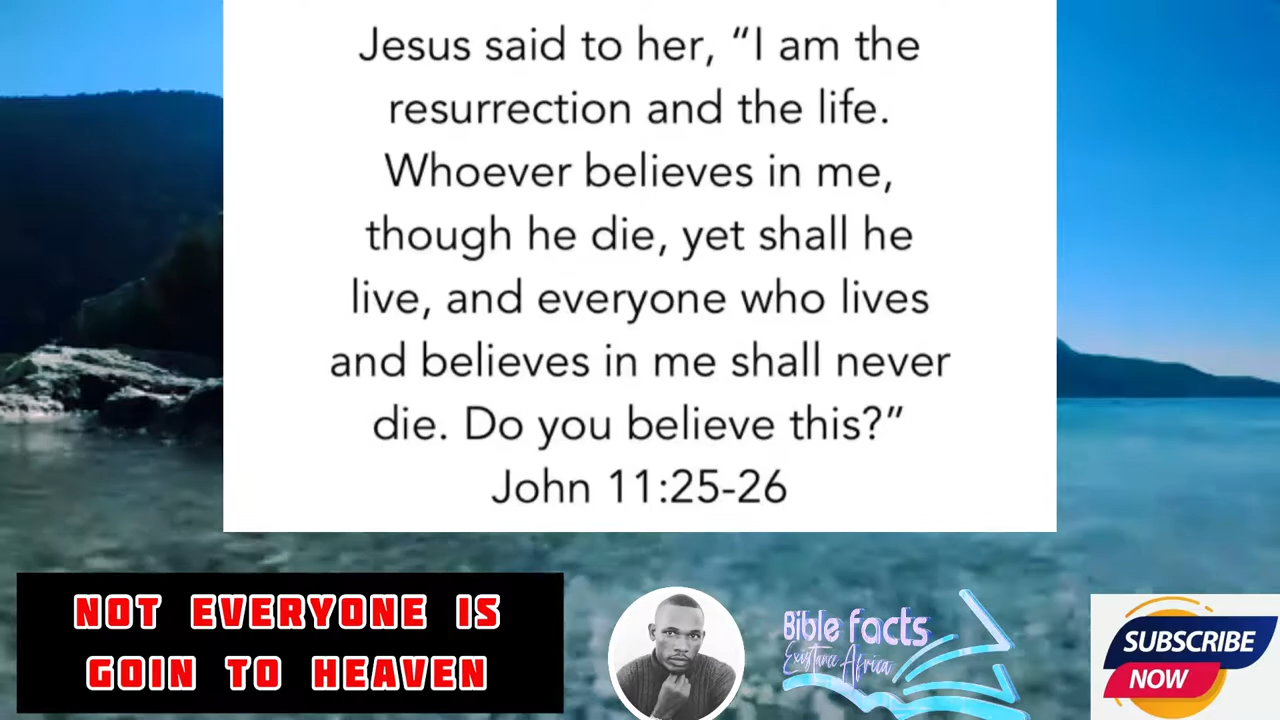 Jesus said to her, “I am the
resurrection and the life.
Whoever believes in me,
though he die, yet shall he
live, and everyone who lives
and believes in me shall never
die. Do you believe this?”
John 11:25-26
NOT EVERYONE IS
GOIN TO HEAVEN
Bible facts
Existance Africa
SUBSCRIBE
NOW